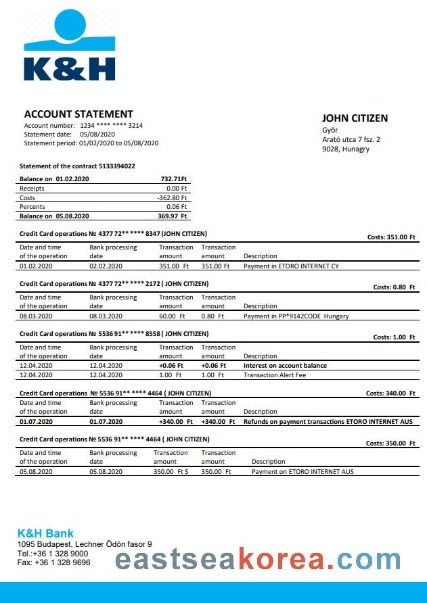 K&H
ACCOUNT STATEMENT
Account number: 1234 **** **** 3214
Statement date: 05/08/2020
Statement period: 01/02/2020 to 05/08/2020
JOHN CITIZEN
Győr
Arató utca 7 fsz. 2
9028, Hunagry
Statement of the contract 5133394022
Balance on 01.02.2020 732.71Ft
Receipts 0.00 Ft
Costs -362.80 Ft
Percents 0.06 Ft
Balance on 05.08.2020 369.97 Ft
Credit Card operations № 4377 72** **** 8347 (JOHN CITIZEN) Costs: 351.00 Ft
Date and time Bank processing Transaction Transaction
of the operation date amount amount Description
01.02.2020 02.02.2020 351.00 Ft 351.00 Ft Payment in ETORO INTERNET CY
Credit Card operations № 4377 72** **** 2172 ( JOHN CITIZEN) Costs: 0.80 Ft
Date and time Bank processing Transaction Transaction
of the operation date amount amount Description
08.03.2020 08.03.2020 60.00 Ft 0.80 Ft Payment in PP*9142CODE Hungsry
Credit Card operations № 5536 91** **** 8558 ( JOHN CITIZEN) Costs: 1.00 Ft
Date and time Bank processing Transaction Transaction
of the operation date amount amount Description
12.04.2020 12.04.2020 +0.06 Ft +0.06 Ft Interest on account balance
12.04.2020 12.04.2020 1.00 Ft 1.00 Ft Transaction Alert Fee
Credit Card operations № 5536 91** **** 4464 ( JOHN CITIZEN) Costs: 340.00 Ft
Date and time Bank processing Transaction Transaction
of the operation date amount amount Description
01.07.2020 01.07.2020 +340.00 Ft +340.00 Ft Refunds on payment transactions ETORO INTERNET AUS
Credit Card operations № 5536 91** **** 4464 ( JOHN CITIZEN) Costs: 350.00 Ft
Date and time Bank processing Transaction Transaction
of the operation date amount amount Description
05.08.2020 05.08.2020 350.00 Ft $ 350.00 Ft Payment on ETORO INTERNET AUS
K&H Bank
1095 Budapest, Lechner Ödön fasor 9
Tel.:+36 1 328 9000
Fax: +36 1 328 9696
eastseakorea.com